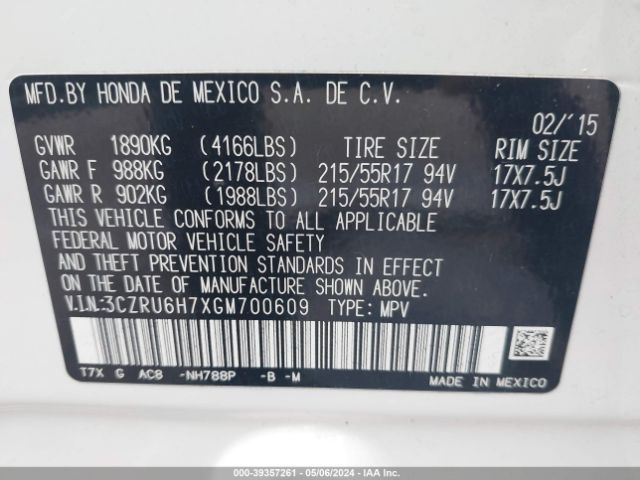 MFD.BY HONDA DE MEXICO S.A. DE C.V.
02/'15
GVWR 1890KG (4166LBS) TIRE SIZE RIM SIZE
GAWR F 988KG (2178LBS) 215/55R17 94V 17X7.5J
GAWR R 902KG (1988LBS) 215/55R17 94V 17X7.5J
THIS VEHICLE CONFORMS TO ALL APPLICABLE
FEDERAL MOTOR VEHICLE SAFETY
AND THEFT PREVENTION STANDARDS IN EFFECT
ON THE DATE OF MANUFACTURE SHOWN ABOVE.
V.I.N.:3CZRU6H7XGM700609 TYPE: MPV
T7X G AC8 -NH788P -B -M
MADE IN MEXICO
000-39357261 - 05/06/2024 - IAA Inc.